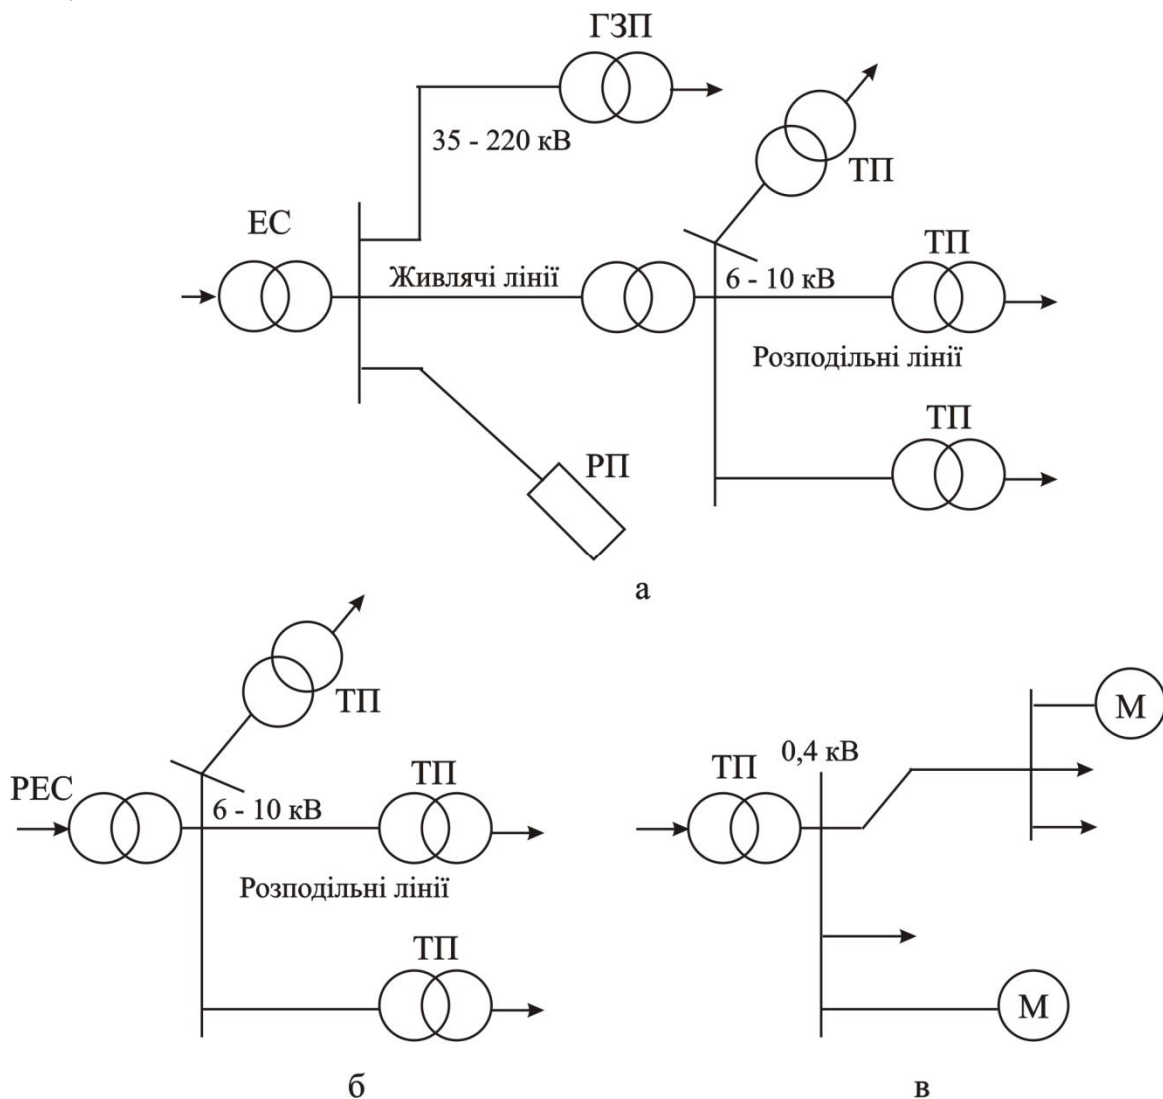 ГЗП
35 - 220 кВ
ТП
ЕС
ТП
Живлячі лінії
6 - 10 кВ
Розподільні лінії
ТП
РП
а
ТП
М
РЕС
6 - 10 кВ
ТП
0,4 кВ
ТП
Розподільні лінії
ТП
М
б
в